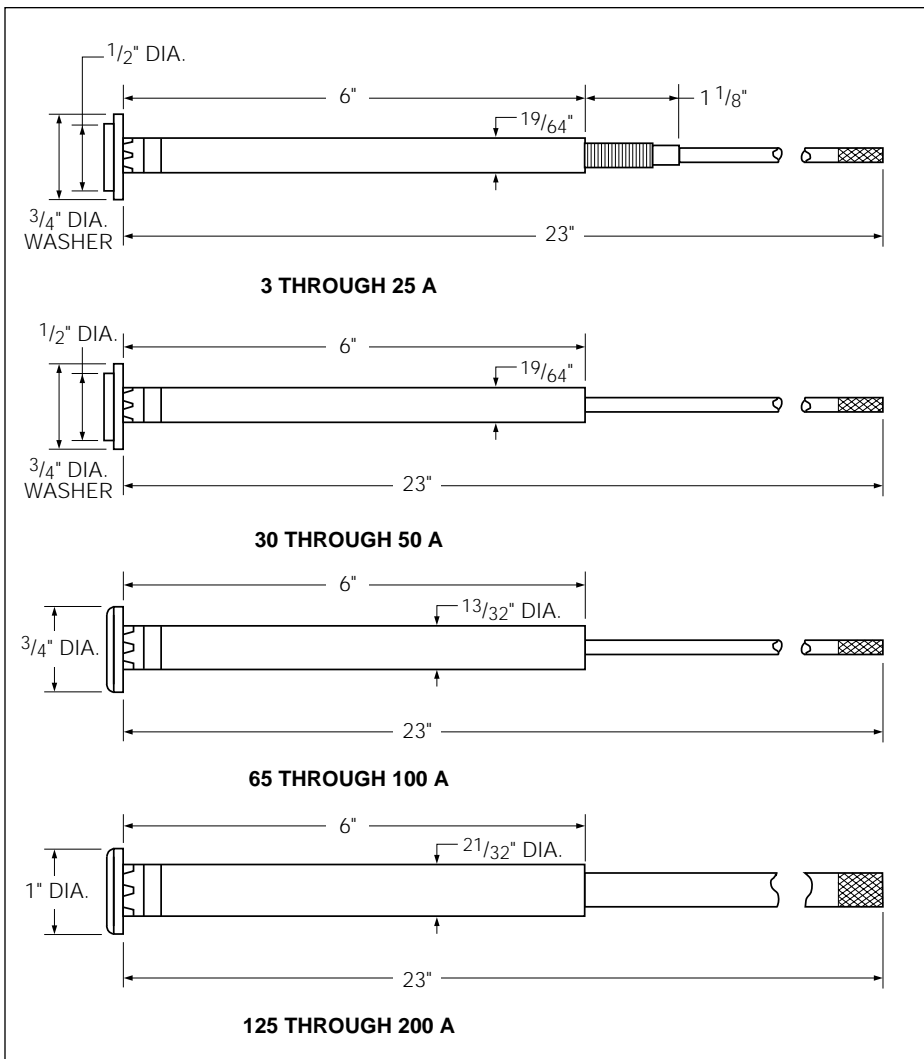 1/2" DIA.
6"
1 1/8"
19/64"
3/4" DIA.
WASHER
23"
3 THROUGH 25 A
1/2" DIA.
6"
19/64"
3/4" DIA.
WASHER
23"
30 THROUGH 50 A
6"
13/32" DIA.
3/4" DIA.
23"
65 THROUGH 100 A
6"
21/32" DIA.
1" DIA.
23"
125 THROUGH 200 A